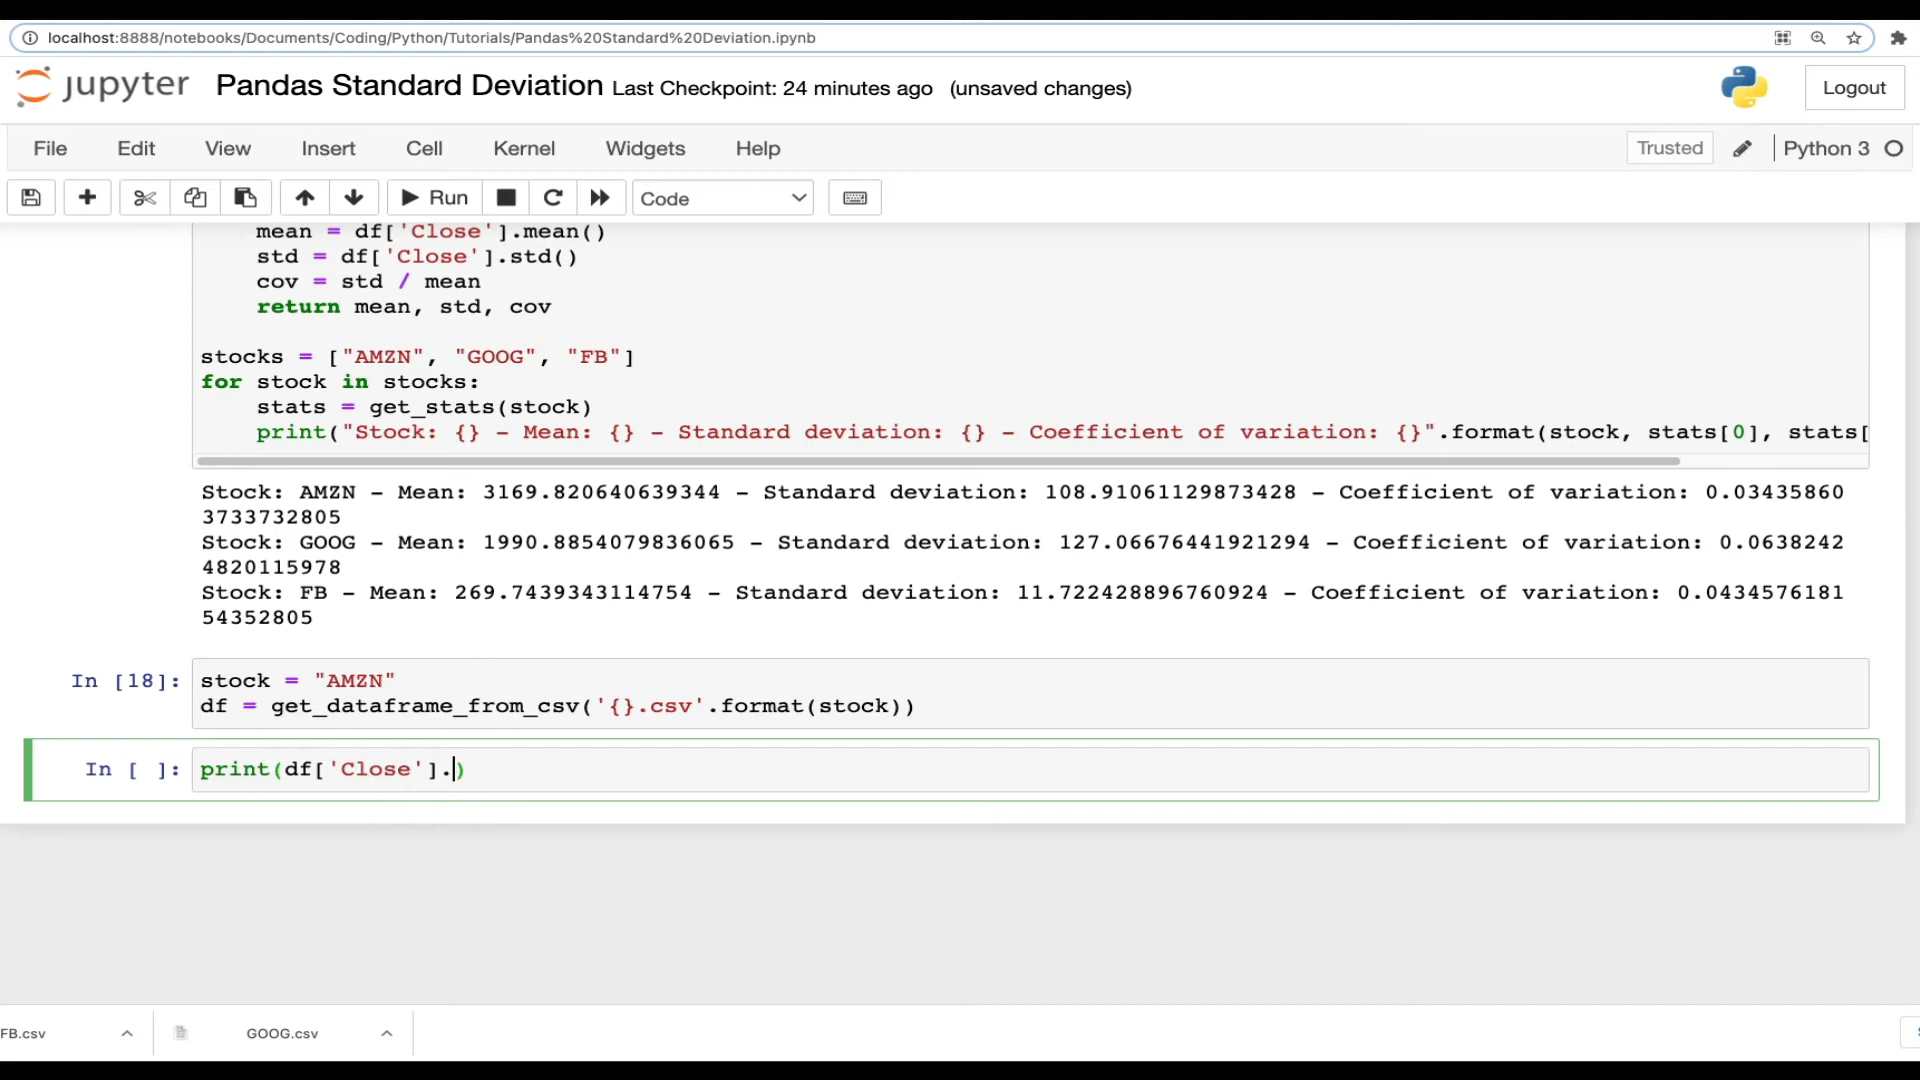 localhost:8888/notebooks/Documents/Coding/Python/Tutorials/Pandas%20Standard%20Deviation.ipynb
jupyter Pandas Standard Deviation Last Checkpoint: 24 minutes ago (unsaved changes) Logout
File Edit View Insert Cell Kernel Widgets Help Trusted Python 3
Run Code
    mean = df['Close'].mean()
    std = df['Close'].std()
    cov = std / mean
    return mean, std, cov
stocks = ["AMZN", "GOOG", "FB"]
for stock in stocks:
    stats = get_stats(stock)
    print("Stock: {} - Mean: {} - Standard deviation: {} - Coefficient of variation: {}".format(stock, stats[0], stats[
Stock: AMZN - Mean: 3169.820640639344 - Standard deviation: 108.91061129873428 - Coefficient of variation: 0.03435860
3733732805
Stock: GOOG - Mean: 1990.8854079836065 - Standard deviation: 127.06676441921294 - Coefficient of variation: 0.0638242
4820115978
Stock: FB - Mean: 269.7439343114754 - Standard deviation: 11.722428896760924 - Coefficient of variation: 0.0434576181
54352805
In [18]: stock = "AMZN"
df = get_dataframe_from_csv('{}.csv'.format(stock))
In [ ]: print(df['Close'].)
FB.csv GOOG.csv